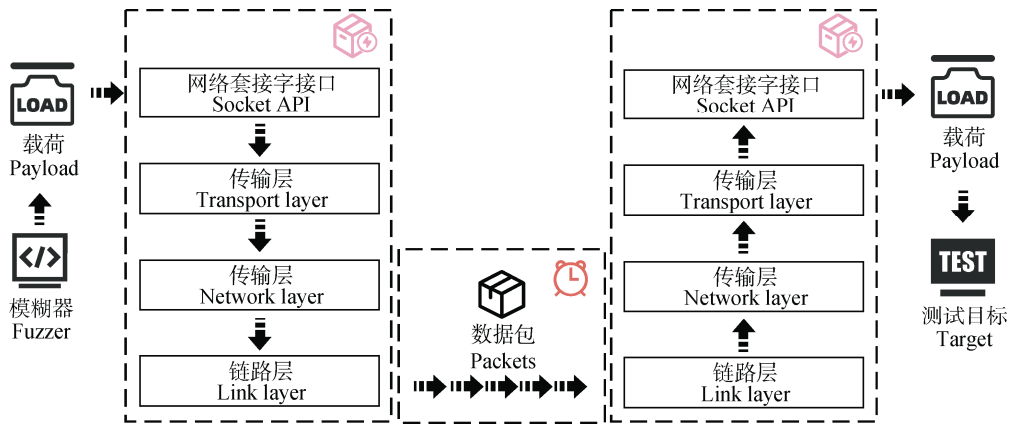 LOAD
载荷
Payload
</>
模糊器
Fuzzer
网络套接字接口
Socket API
传输层
Transport layer
传输层
Network layer
链路层
Link layer
数据包
Packets
网络套接字接口
Socket API
传输层
Transport layer
传输层
Network layer
链路层
Link layer
LOAD
载荷
Payload
TEST
测试目标
Target